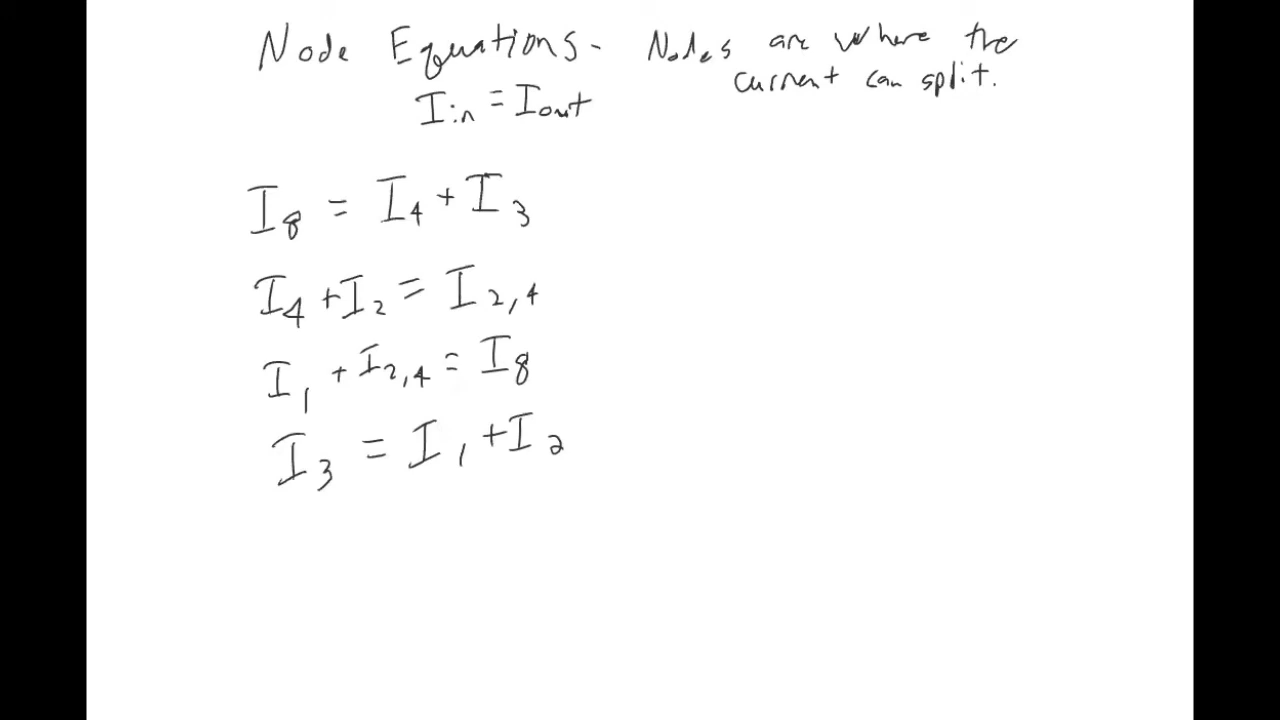 Node Equations - Nodes are where the
current can split.
Iin = Iout
I8 = I4 + I3
I4 + I2 = I2,4
I1 + I2,4 = I8
I3 = I1 + I2